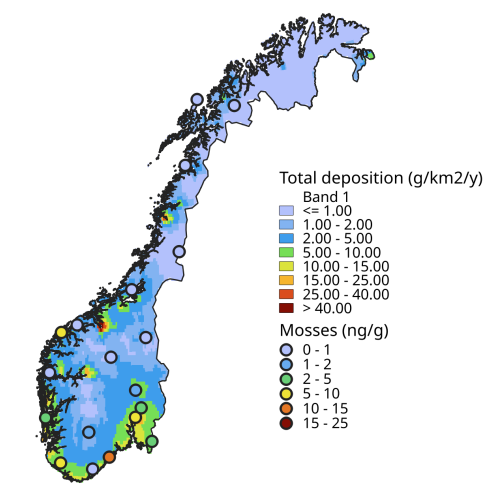 Total deposition (g/km2/y)
Band 1
<= 1.00
1.00 - 2.00
2.00 - 5.00
5.00 - 10.00
10.00 - 15.00
15.00 - 25.00
25.00 - 40.00
> 40.00
Mosses (ng/g)
0 - 1
1 - 2
2 - 5
5 - 10
10 - 15
15 - 25